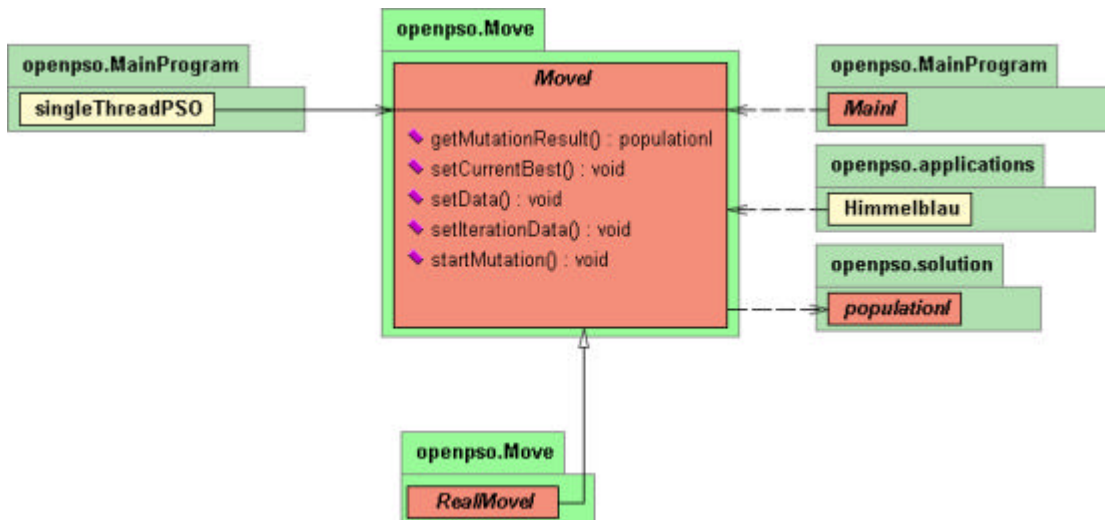 openpso.Move
openpso.MainProgram
singleThreadPSO
MoveI
getMutationResult() : populationI
setCurrentBest() : void
setData() : void
setIterationData() : void
startMutation() : void
openpso.MainProgram
MainI
openpso.applications
Himmelblau
openpso.solution
populationI
openpso.Move
RealMoveI